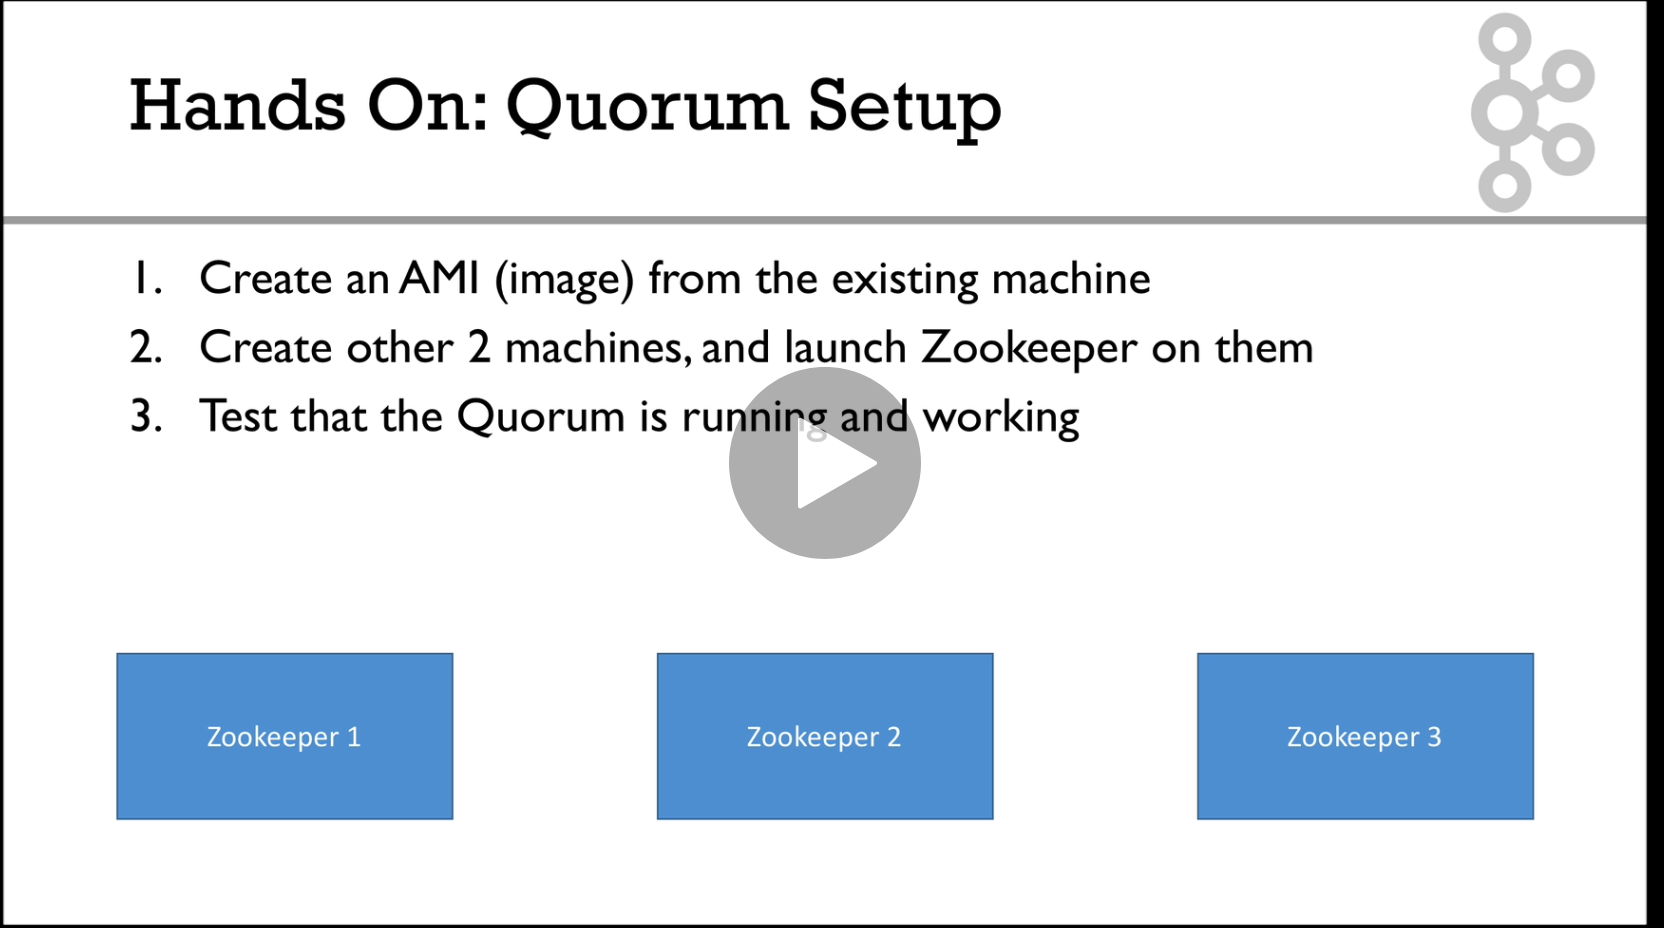 Hands On: Quorum Setup
1. Create an AMI (image) from the existing machine
2. Create other 2 machines, and launch Zookeeper on them
3. Test that the Quorum is running and working
Zookeeper 1
Zookeeper 2
Zookeeper 3